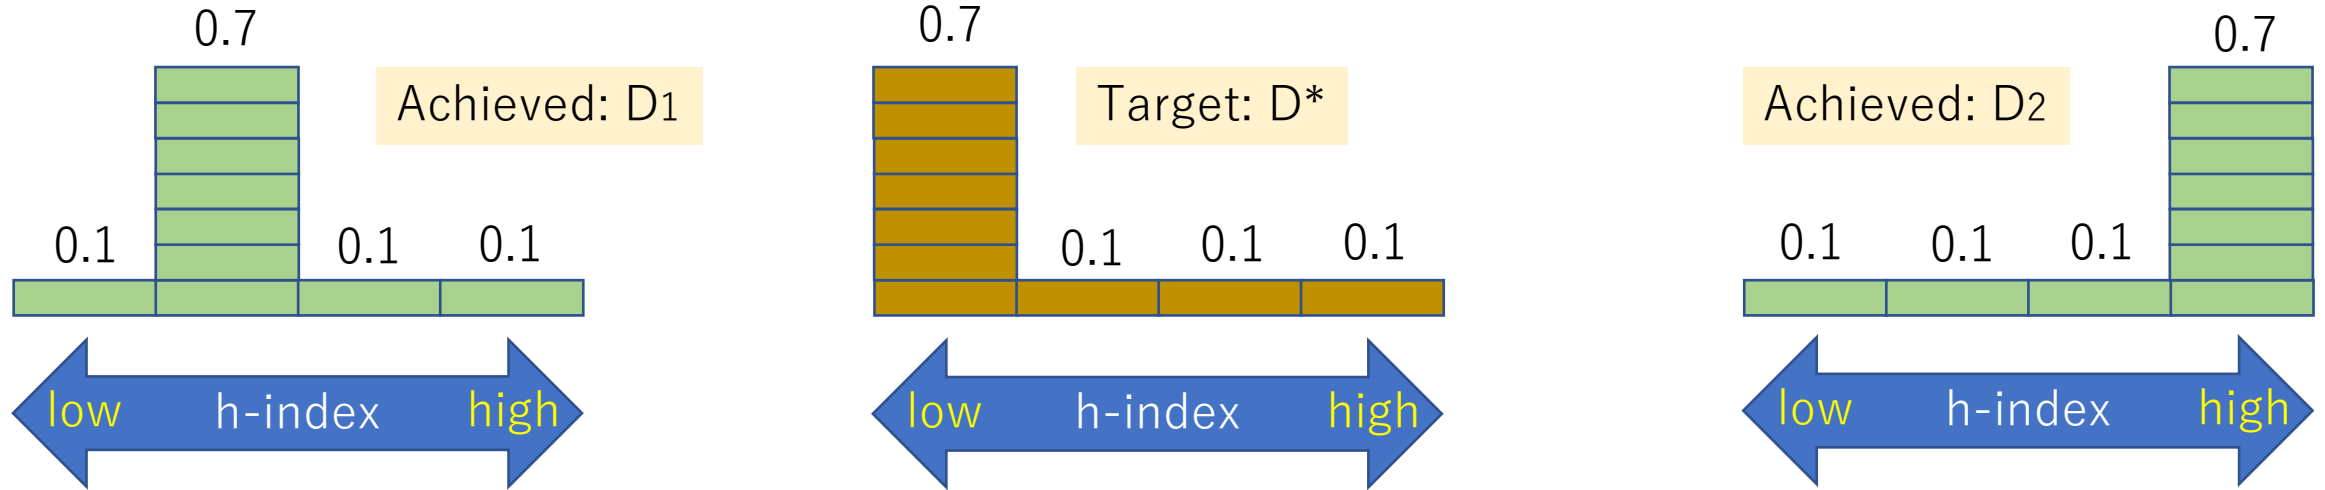 0.7
Achieved: D1
0.1
0.1
0.1
low
h-index
high
0.7
Target: D*
0.1
0.1
0.1
low
h-index
high
0.7
Achieved: D2
0.1
0.1
0.1
low
h-index
high